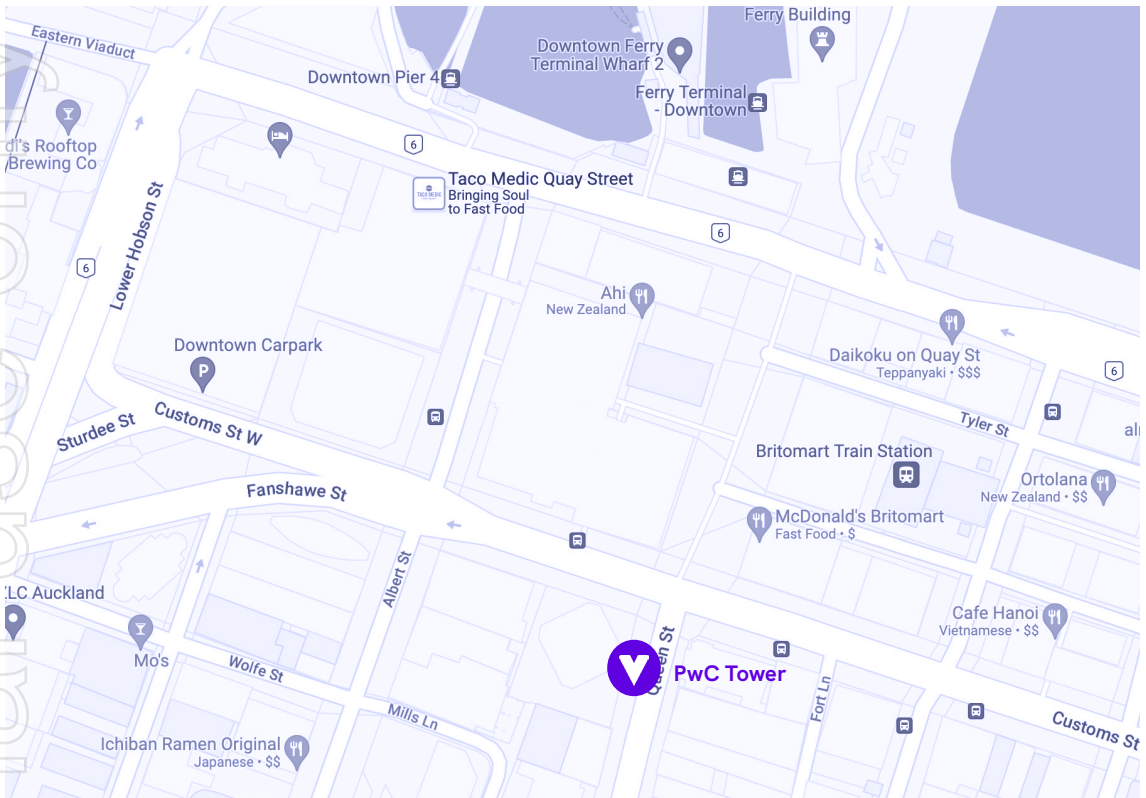 Ferry Building
Eastern Viaduct
Downtown Ferry
Terminal Wharf 2
Downtown Pier 4
Ferry Terminal
- Downtown
di's Rooftop
Brewing Co
6
Taco Medic Quay Street
Bringing Soul
to Fast Food
TACO MEDIC
6
Lower Hobson St
6
Ahi
New Zealand
Downtown Carpark
P
Daikoku on Quay St
Teppanyaki • $$$
6
Customs St W
Sturdee St
Tyler St
Britomart Train Station
Ortolana
New Zealand • $$
Fanshawe St
McDonald's Britomart
Fast Food • $
Albert St
LC Auckland
Cafe Hanoi
Vietnamese • $$
Mo's
Queen St
PwC Tower
Wolfe St
Fort Ln
Mills Ln
Customs St
Ichiban Ramen Original
Japanese • $$